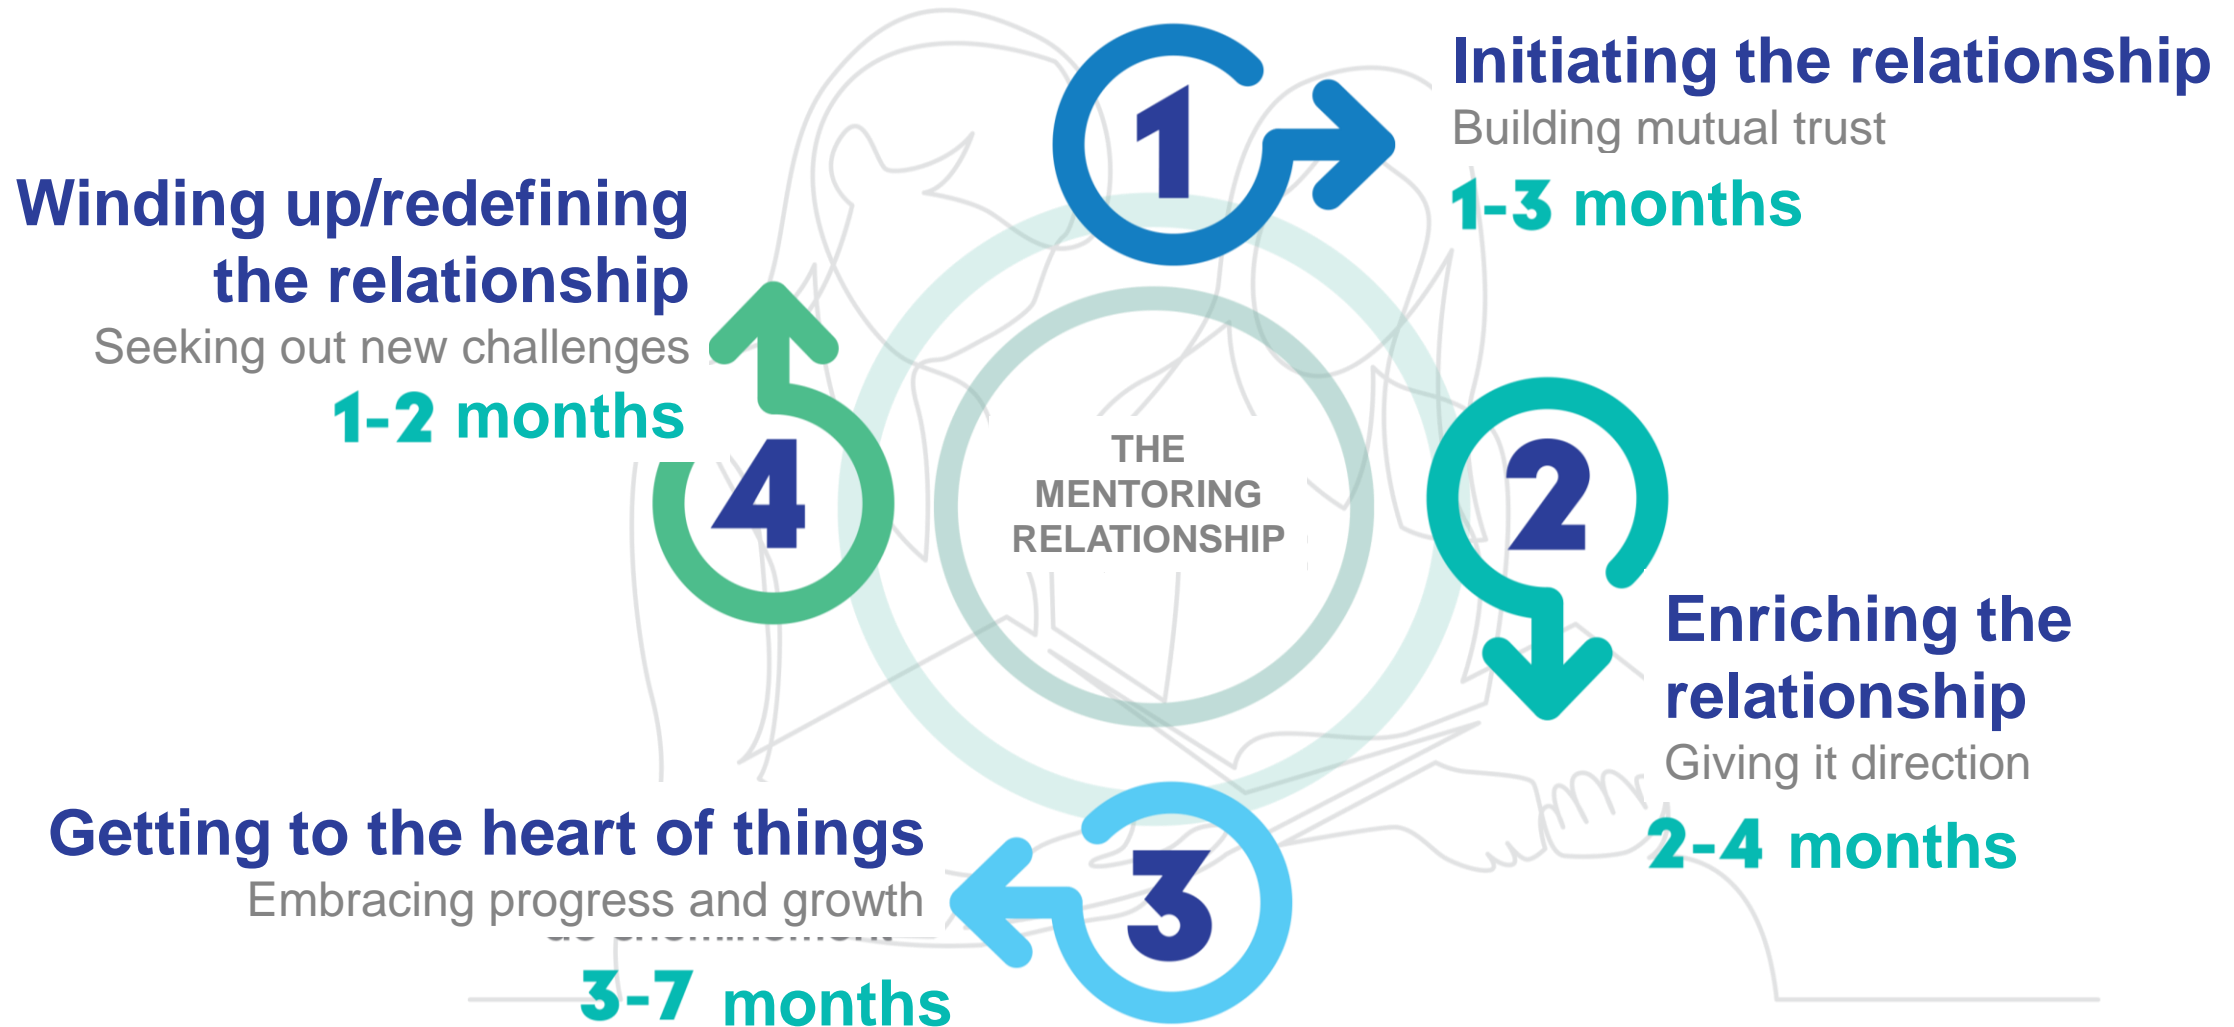 1
Initiating the relationship
Building mutual trust
1-3 months
2
Enriching the
relationship
Giving it direction
2-4 months
3
Getting to the heart of things
Embracing progress and growth
3-7 months
4
Winding up/redefining
the relationship
Seeking out new challenges
1-2 months
THE
MENTORING
RELATIONSHIP